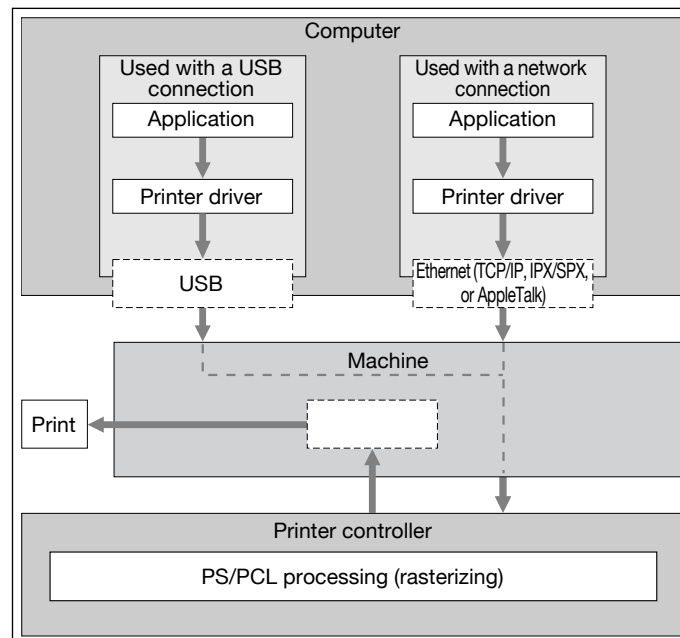 Computer
Used with a USB
connection
Application
Printer driver
USB
Used with a network
connection
Application
Printer driver
Ethernet (TCP/IP, IPX/SPX,
or AppleTalk)
Machine
Print
Printer controller
PS/PCL processing (rasterizing)